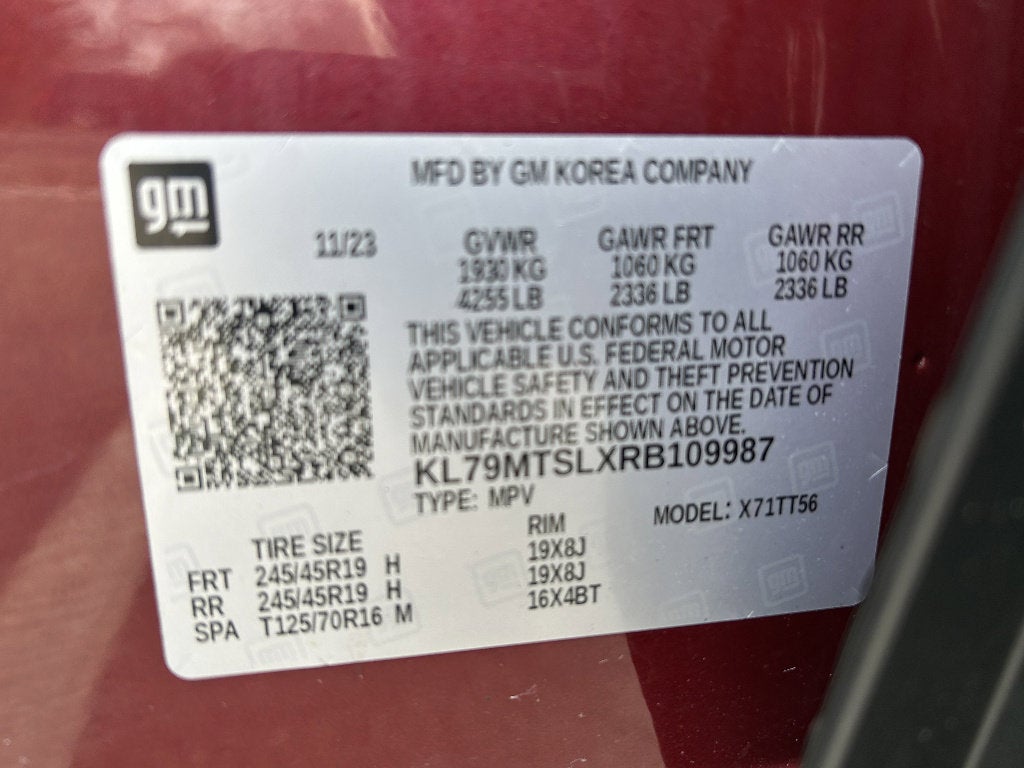 gm
MFD BY GM KOREA COMPANY
11/23 GVWR GAWR FRT GAWR RR
1930 KG 1060 KG 1060 KG
4255 LB 2336 LB 2336 LB
THIS VEHICLE CONFORMS TO ALL
APPLICABLE U.S. FEDERAL MOTOR
VEHICLE SAFETY AND THEFT PREVENTION
STANDARDS IN EFFECT ON THE DATE OF
MANUFACTURE SHOWN ABOVE.
KL79MTSLXRB109987
TYPE: MPV MODEL: X71TT56
TIRE SIZE RIM
FRT 245/45R19 H 19X8J
RR 245/45R19 H 19X8J
SPA T125/70R16 M 16X4BT